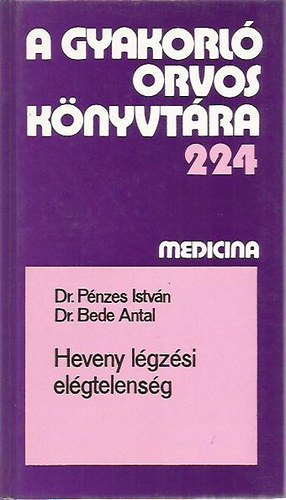 A GYAKORLÓ
ORVOS
KÖNYVTÁRA
224
MEDICINA
Dr. Pénzes István
Dr. Bede Antal
Heveny légzési
elégtelenség